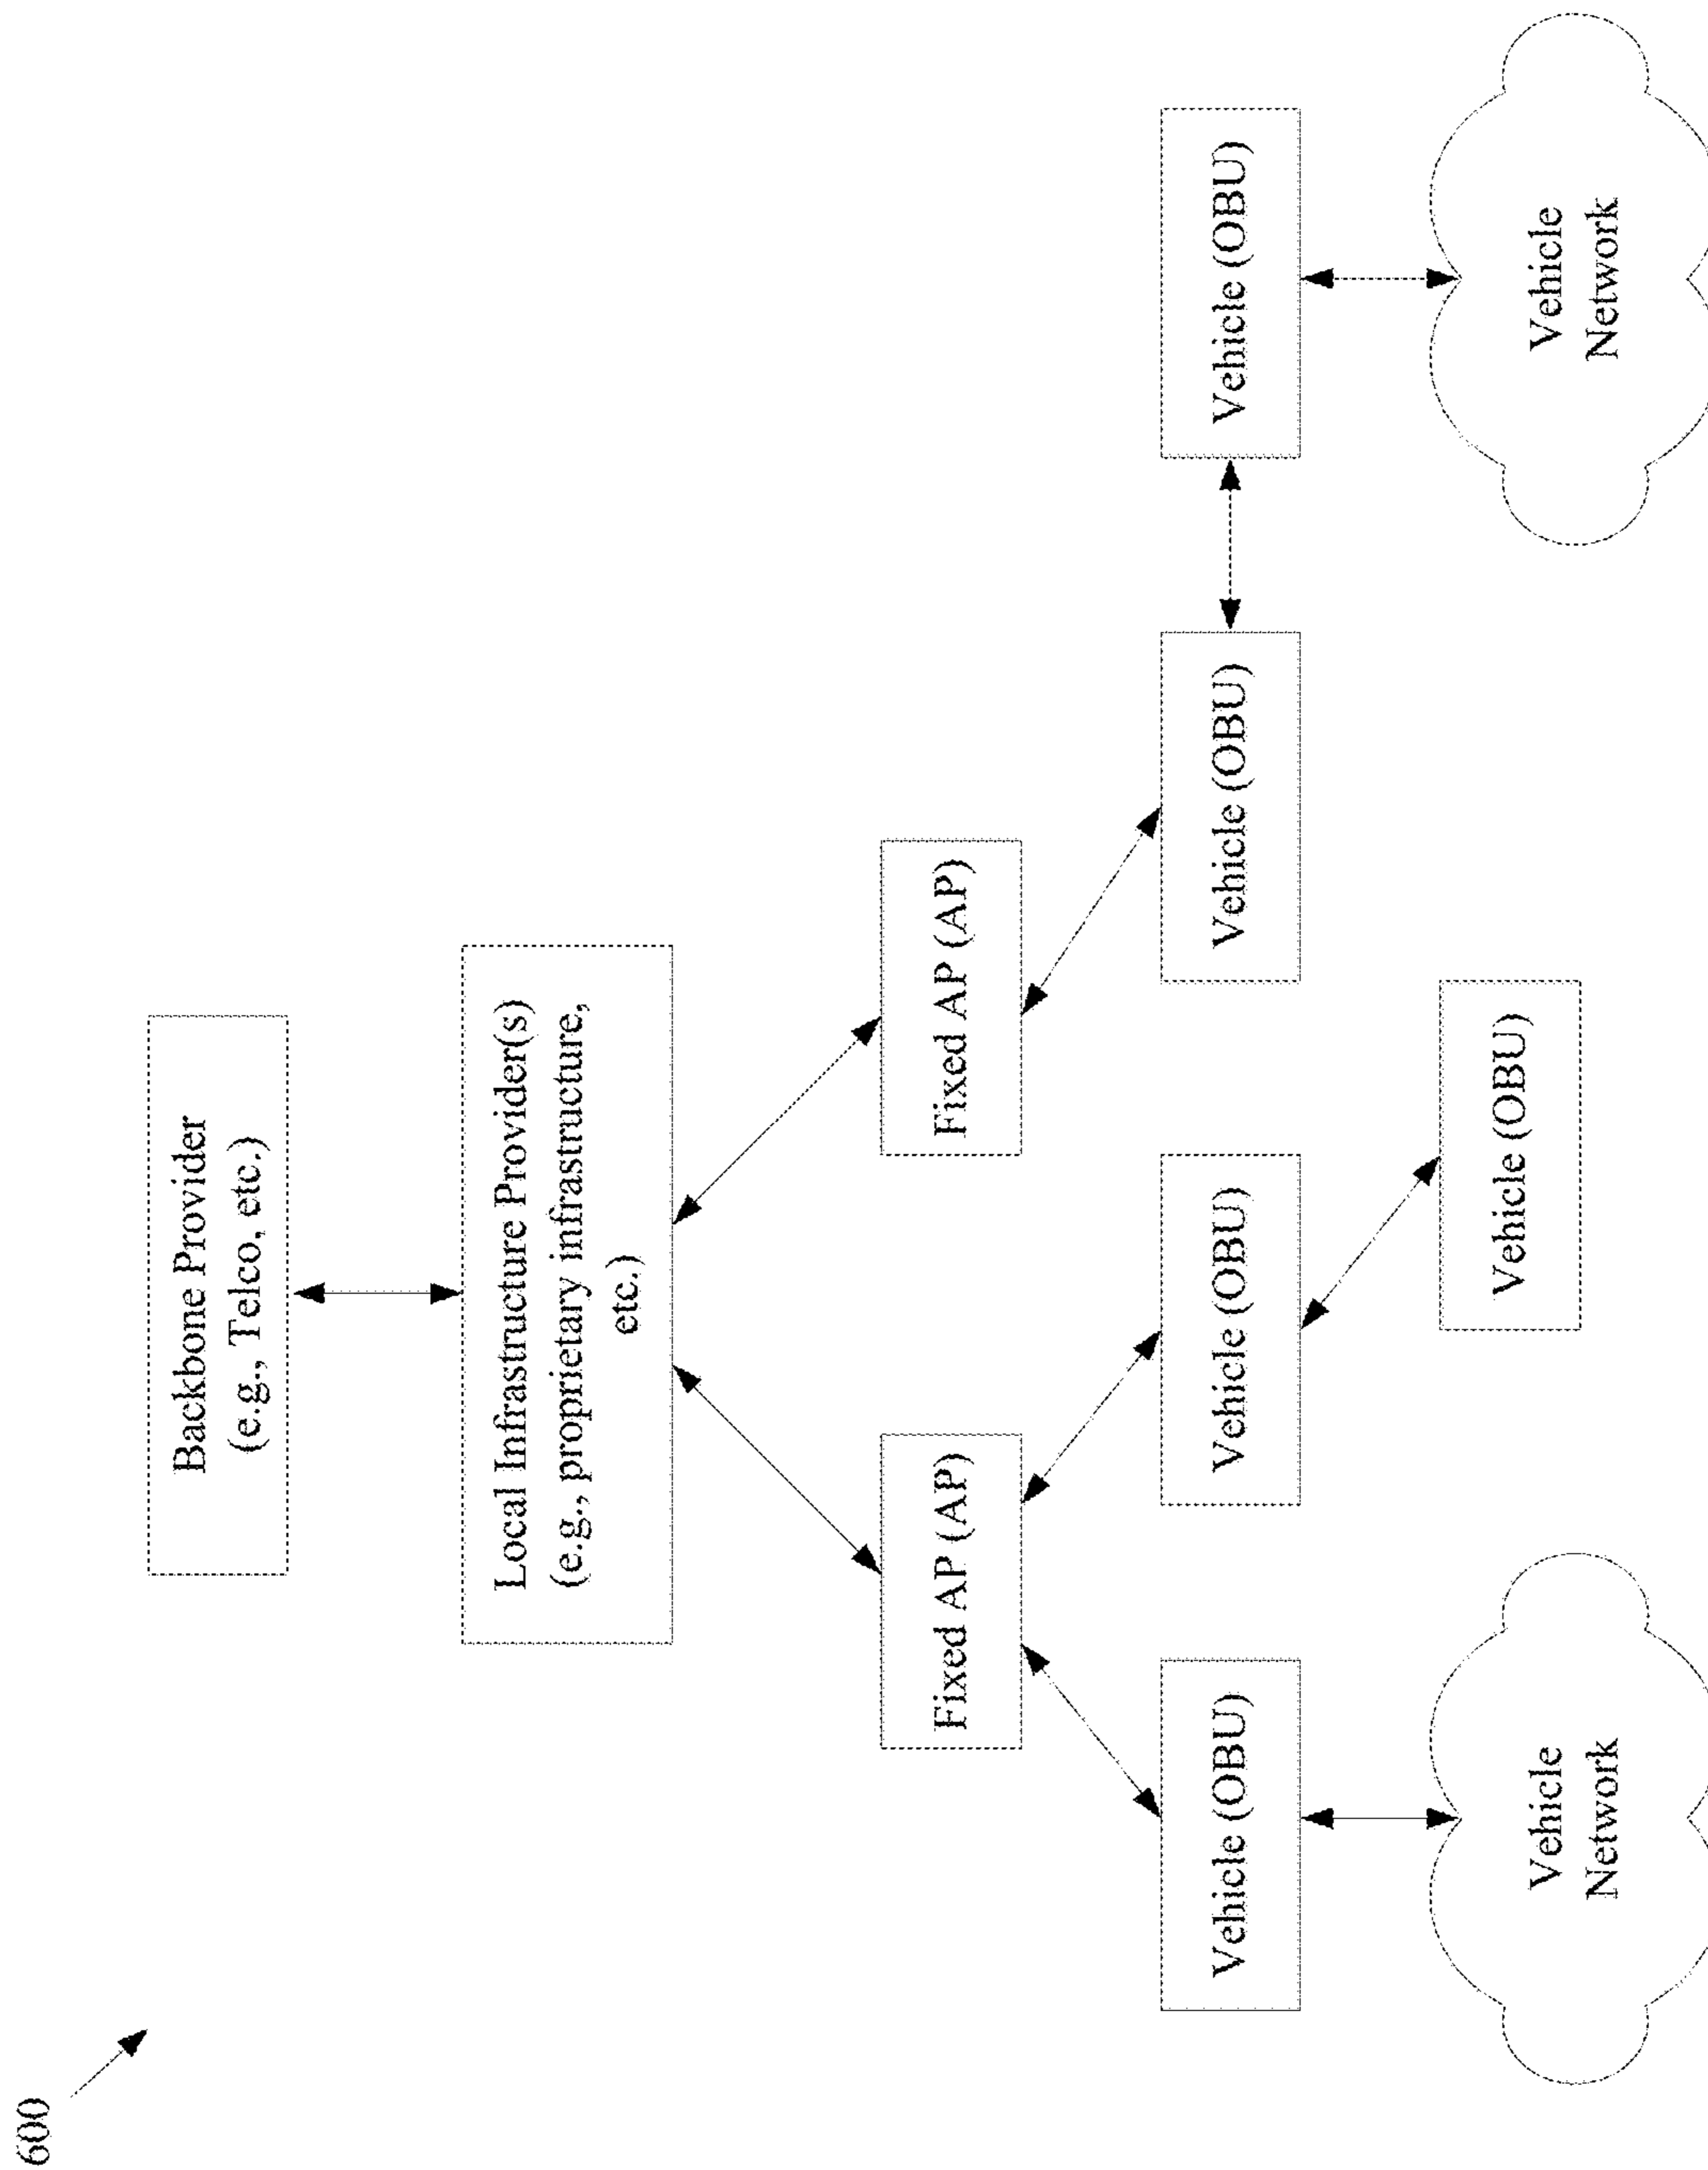 600
Backbone Provider
(e.g., Telco, etc.)
Local Infrastructure Provider(s)
(e.g., proprietary infrastructure,
etc.)
Fixed AP (AP)
Fixed AP (AP)
Vehicle (OBU)
Vehicle (OBU)
Vehicle (OBU)
Vehicle (OBU)
Vehicle
Network
Vehicle (OBU)
Vehicle
Network